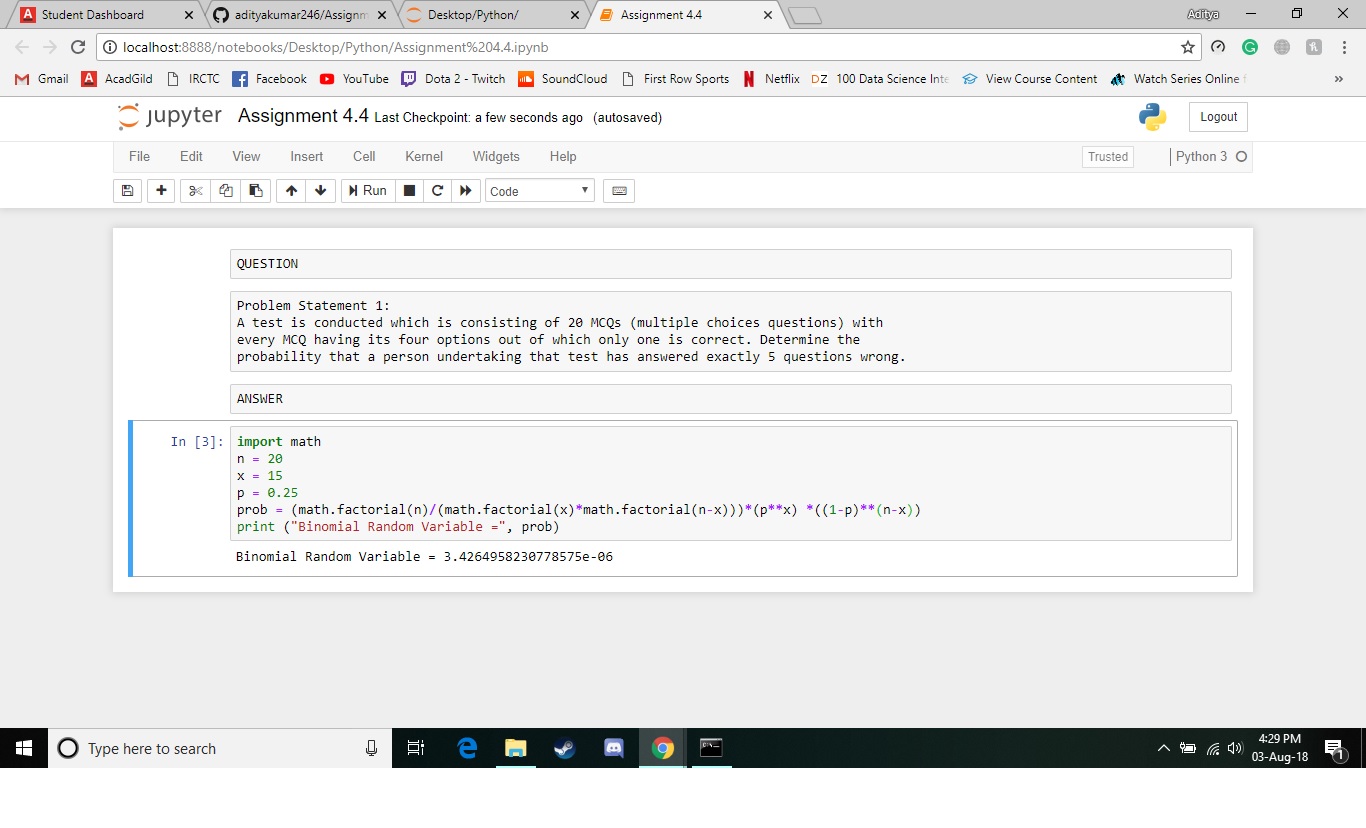 Student Dashboard
adityakumar246/Assignm
Desktop/Python/
Assignment 4.4
Aditya
localhost:8888/notebooks/Desktop/Python/Assignment%204.4.ipynb
Gmail AcadGild IRCTC Facebook YouTube Dota 2 - Twitch SoundCloud First Row Sports Netflix DZ 100 Data Science Inte View Course Content Watch Series Online f »
jupyter Assignment 4.4 Last Checkpoint: a few seconds ago (autosaved)
Logout
File Edit View Insert Cell Kernel Widgets Help
Trusted
Python 3
Run
Code
QUESTION
Problem Statement 1:
A test is conducted which is consisting of 20 MCQs (multiple choices questions) with
every MCQ having its four options out of which only one is correct. Determine the
probability that a person undertaking that test has answered exactly 5 questions wrong.
ANSWER
In [3]:
import math
n = 20
x = 15
p = 0.25
prob = (math.factorial(n)/(math.factorial(x)*math.factorial(n-x)))*(p**x) *((1-p)**(n-x))
print ("Binomial Random Variable =", prob)
Binomial Random Variable = 3.4264958230778575e-06
Type here to search
4:29 PM
03-Aug-18
1